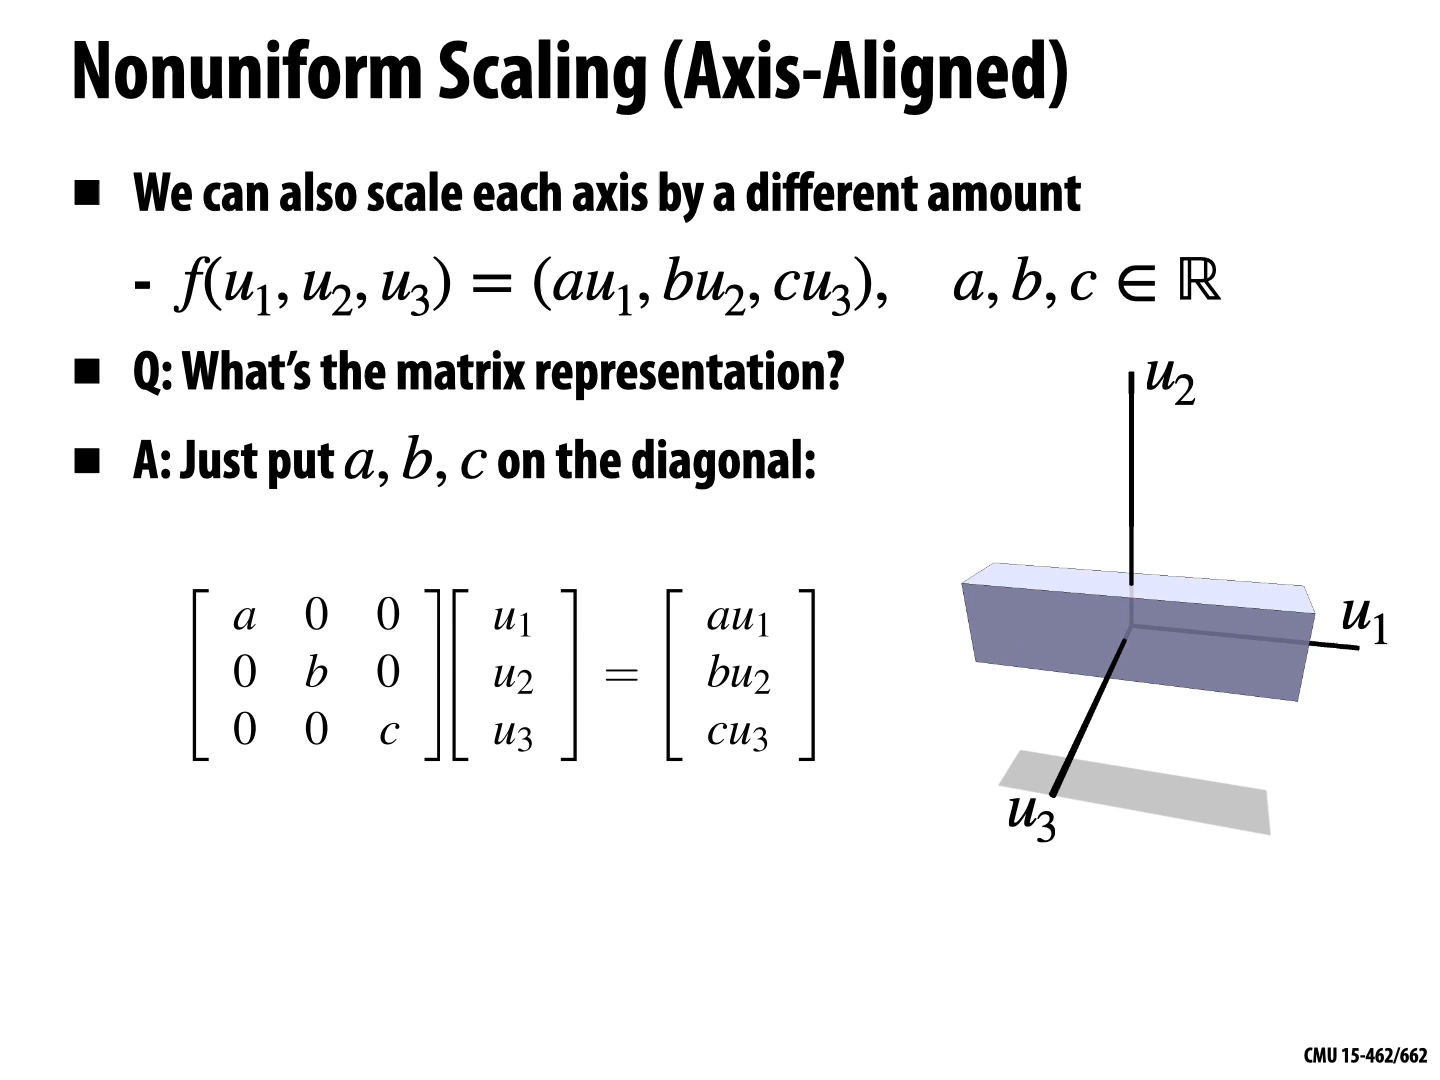 Nonuniform Scaling (Axis-Aligned)
■ We can also scale each axis by a different amount
- f(u₁, u₂, u₃) = (au₁, bu₂, cu₃), a, b, c ∈ ℝ
■ Q: What’s the matrix representation?
■ A: Just put a, b, c on the diagonal:
[ a 0 0 ] [ u₁ ] = [ au₁ ]
[ 0 b 0 ] [ u₂ ] [ bu₂ ]
[ 0 0 c ] [ u₃ ] [ cu₃ ]
u₂
u₁
u₃
CMU 15-462/662